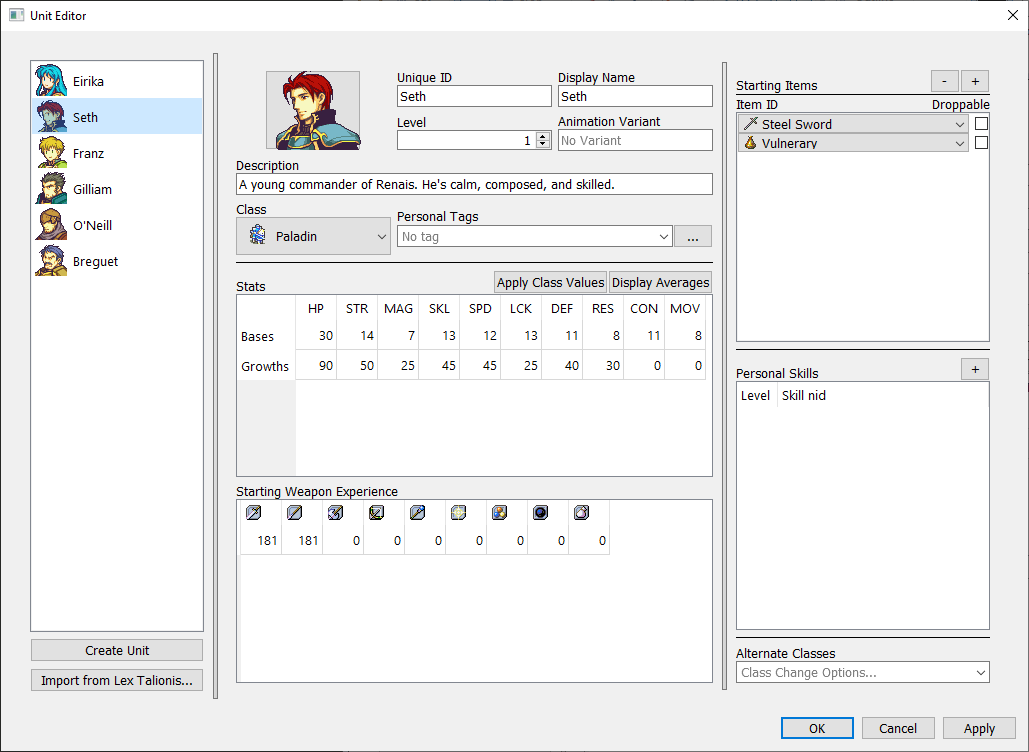 Unit Editor
Eirika
Seth
Franz
Gilliam
O'Neill
Breguet
Create Unit
Import from Lex Talionis...
Unique ID
Display Name
Seth
Seth
Level
Animation Variant
1
No Variant
Description
A young commander of Renais. He's calm, composed, and skilled.
Class
Personal Tags
Paladin
No tag
...
Stats
Apply Class Values
Display Averages
HP STR MAG SKL SPD LCK DEF RES CON MOV
Bases 30 14 7 13 12 13 11 8 11 8
Growths 90 50 25 45 45 25 40 30 0 0
Starting Weapon Experience
181 181 0 0 0 0 0 0 0
Starting Items
- +
Item ID Droppable
Steel Sword
Vulnerary
Personal Skills
+
Level Skill nid
Alternate Classes
Class Change Options...
OK
Cancel
Apply